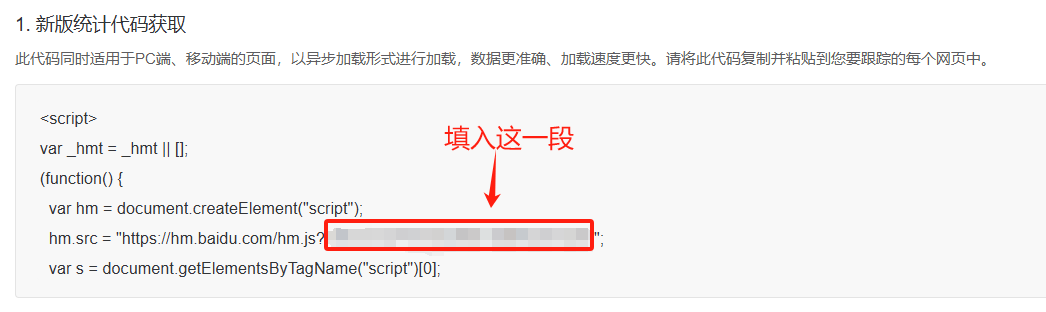 1. 新版统计代码获取
此代码同时适用于PC端、移动端的页面，以异步加载形式进行加载，数据更准确、加载速度更快。请将此代码复制并粘贴到您要跟踪的每个网页中。
<script>
var _hmt = _hmt || [];
填入这一段
(function() {
var hm = document.createElement("script");
hm.src = "https://hm.baidu.com/hm.js?";
var s = document.getElementsByTagName("script")[0];